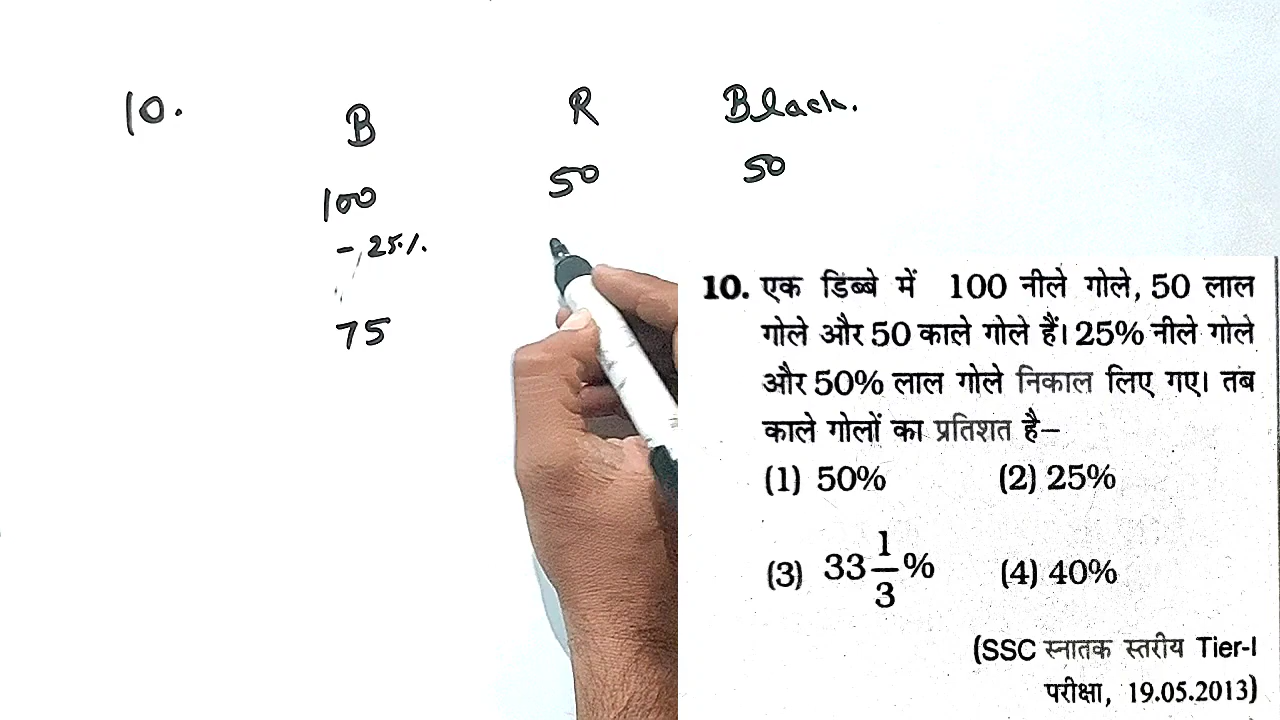 10. B R Black.
100 50 50
- 25%
75
10. एक डिब्बे में 100 नीले गोले, 50 लाल
गोले और 50 काले गोले हैं। 25% नीले गोले
और 50% लाल गोले निकाल लिए गए। तब
काले गोलों का प्रतिशत है–
(1) 50% (2) 25%
(3) 33 1/3 % (4) 40%
(SSC स्नातक स्तरीय Tier-I
परीक्षा, 19.05.2013)